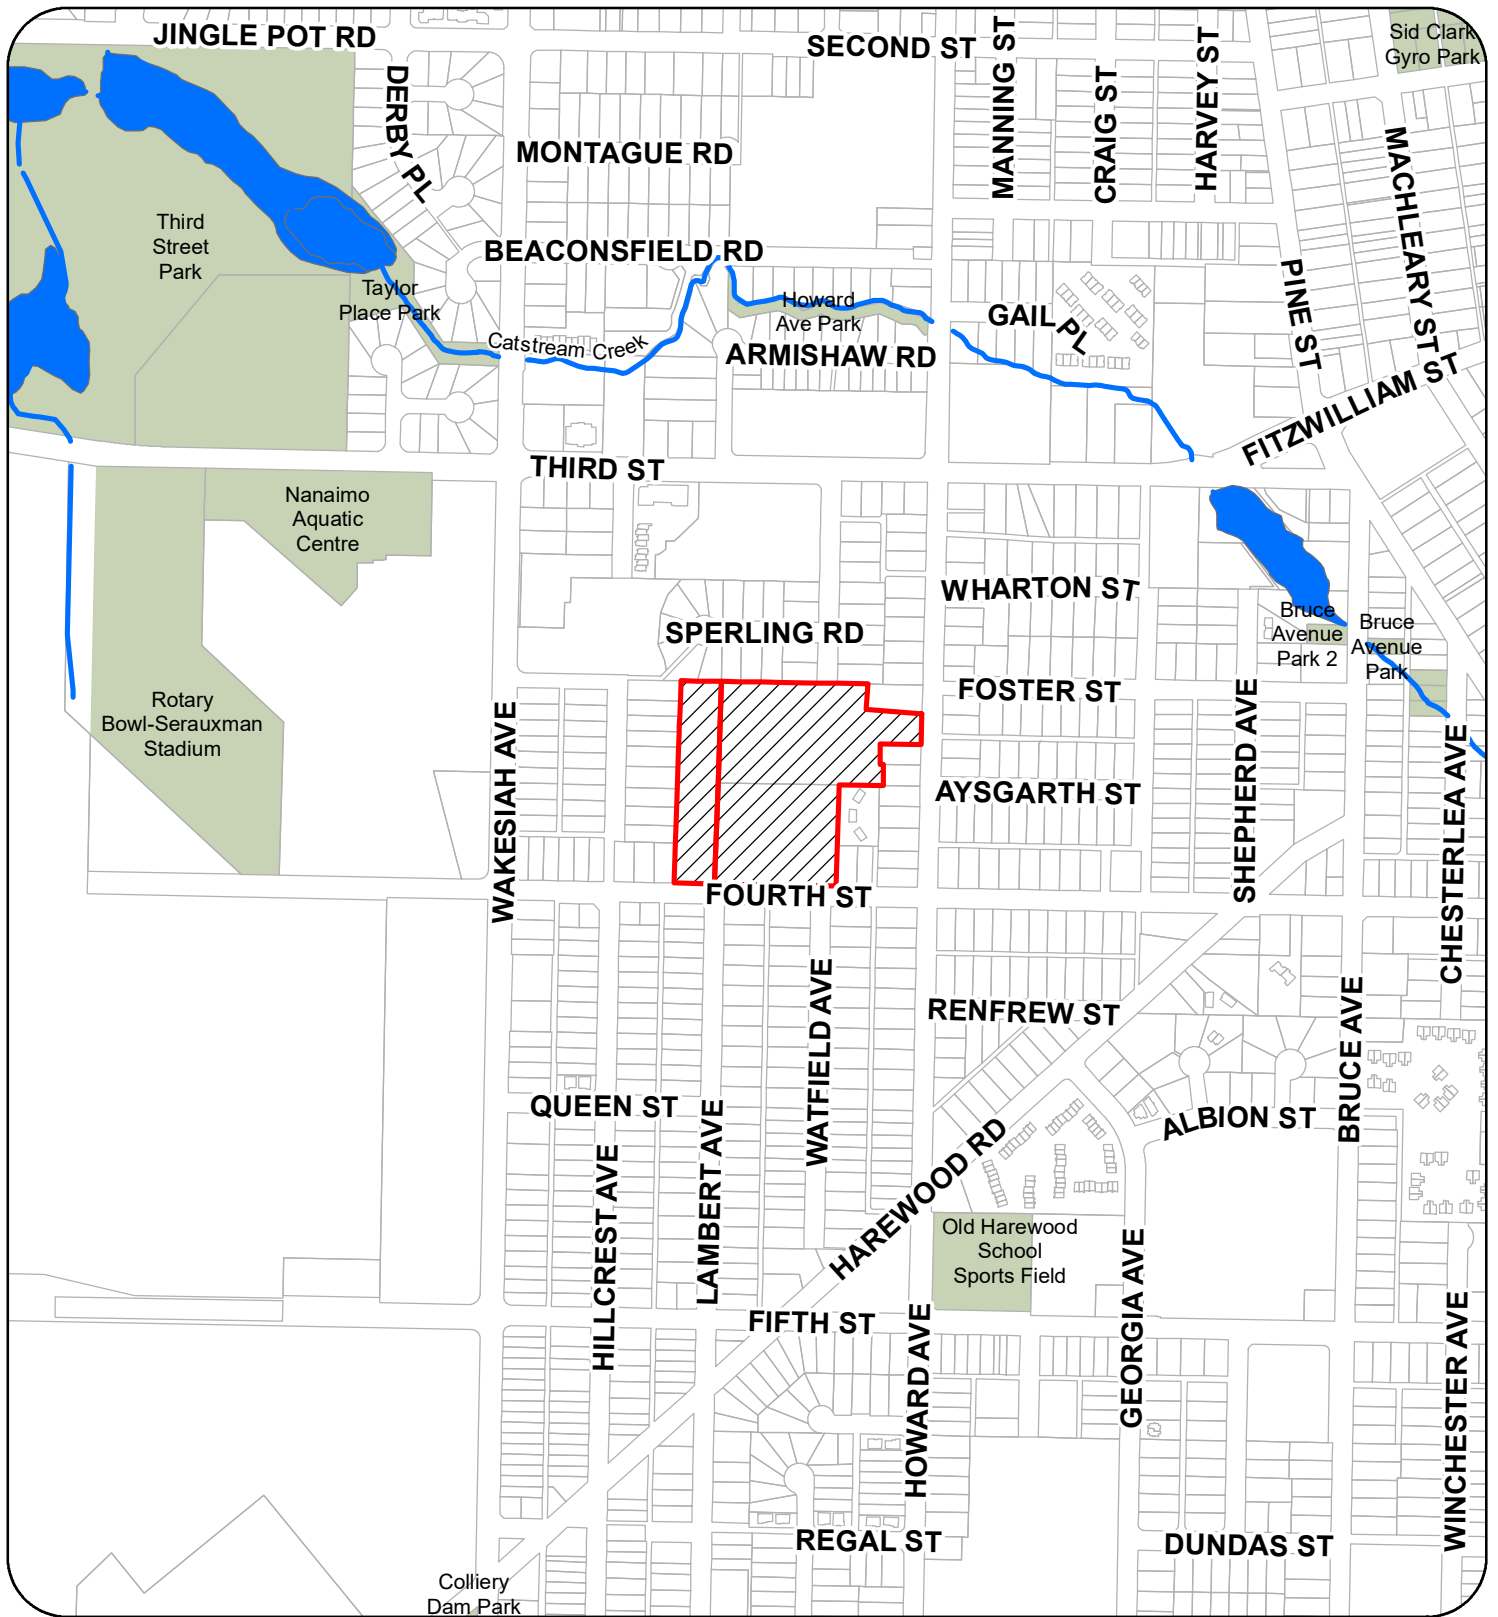 JINGLE POT RD
SECOND ST
Sid Clark
Gyro Park
DERBY PL
MANNING ST
CRAIG ST
HARVEY ST
MONTAGUE RD
MACHLEARY ST
Third
Street
Park
BEACONSFIELD RD
PINE ST
Taylor
Place Park
Howard
Ave Park
GAIL PL
Catstream Creek
ARMISHAW RD
FITZWILLIAM ST
THIRD ST
Nanaimo
Aquatic
Centre
WHARTON ST
Bruce
Avenue
Park 2
Bruce
Avenue
Park
SPERLING RD
FOSTER ST
Rotary
Bowl-Serauxman
Stadium
WAKESIAH AVE
SHEPHERD AVE
AYSGARTH ST
CHESTERLEA AVE
FOURTH ST
WATFIELD AVE
RENFREW ST
BRUCE AVE
QUEEN ST
ALBION ST
HILLCREST AVE
LAMBERT AVE
HAREWOOD RD
Old Harewood
School
Sports Field
GEORGIA AVE
FIFTH ST
HOWARD AVE
WINCHESTER AVE
REGAL ST
DUNDAS ST
Colliery
Dam Park
ST